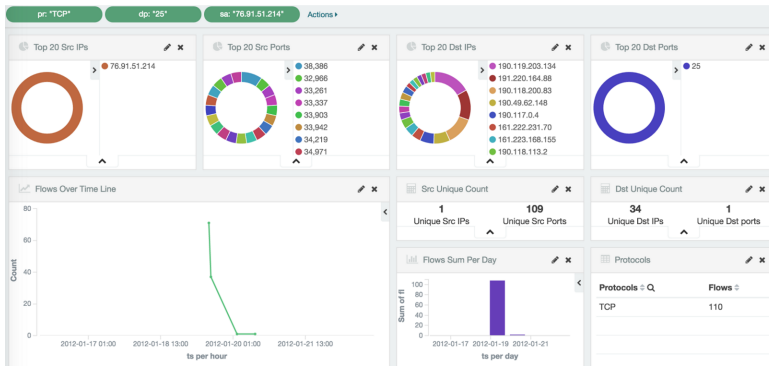 pr: "TCP" dp: "25" sa: "76.91.51.214" Actions
Top 20 Src IPs
76.91.51.214
Top 20 Src Ports
38,386
32,966
33,261
33,337
33,903
33,942
34,219
34,971
Top 20 Dst IPs
190.119.203.134
191.220.164.88
190.118.200.83
190.49.62.148
190.117.0.4
161.222.231.70
161.223.168.155
190.118.113.2
Top 20 Dst Ports
25
Flows Over Time Line
80
60
40
20
0
Count
2012-01-17 01:00 2012-01-18 13:00 2012-01-20 01:00 2012-01-21 13:00
ts per hour
Src Unique Count
1 109
Unique Src IPs Unique Src Ports
Dst Unique Count
34 1
Unique Dst IPs Unique Dst ports
Flows Sum Per Day
100
80
60
40
20
0
Sum of fl
2012-01-17 2012-01-19 2012-01-21
ts per day
Protocols
Protocols Flows
TCP 110